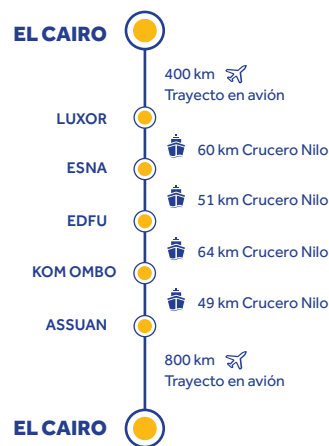 EL CAIRO
400 km
Trayecto en avión
LUXOR
60 km Crucero Nilo
ESNA
51 km Crucero Nilo
EDFU
64 km Crucero Nilo
KOM OMBO
49 km Crucero Nilo
ASSUAN
800 km
Trayecto en avión
EL CAIRO